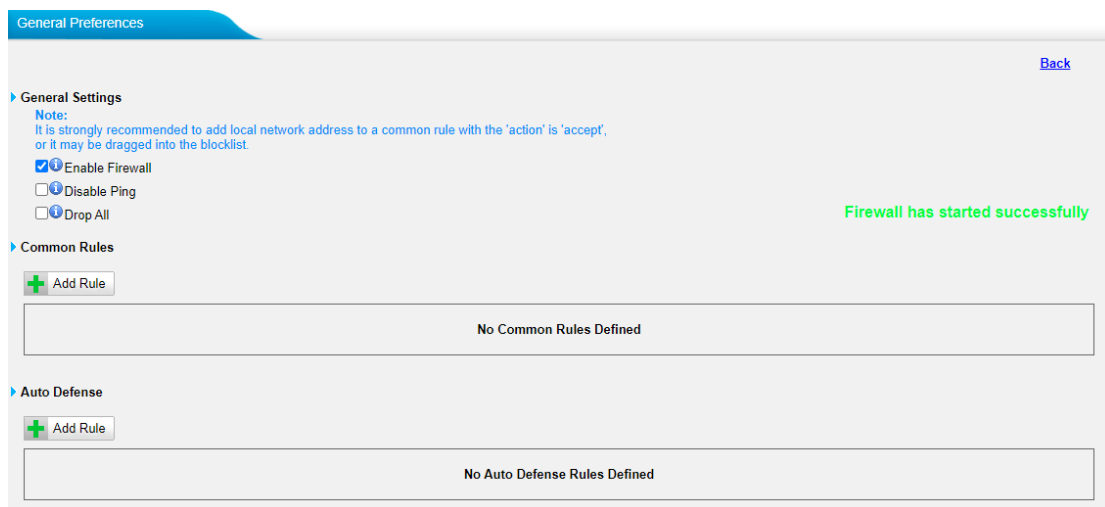 General Preferences
Back
General Settings
Note:
It is strongly recommended to add local network address to a common rule with the 'action' is 'accept',
or it may be dragged into the blocklist.
Enable Firewall
Disable Ping
Drop All
Firewall has started successfully
Common Rules
Add Rule
No Common Rules Defined
Auto Defense
Add Rule
No Auto Defense Rules Defined